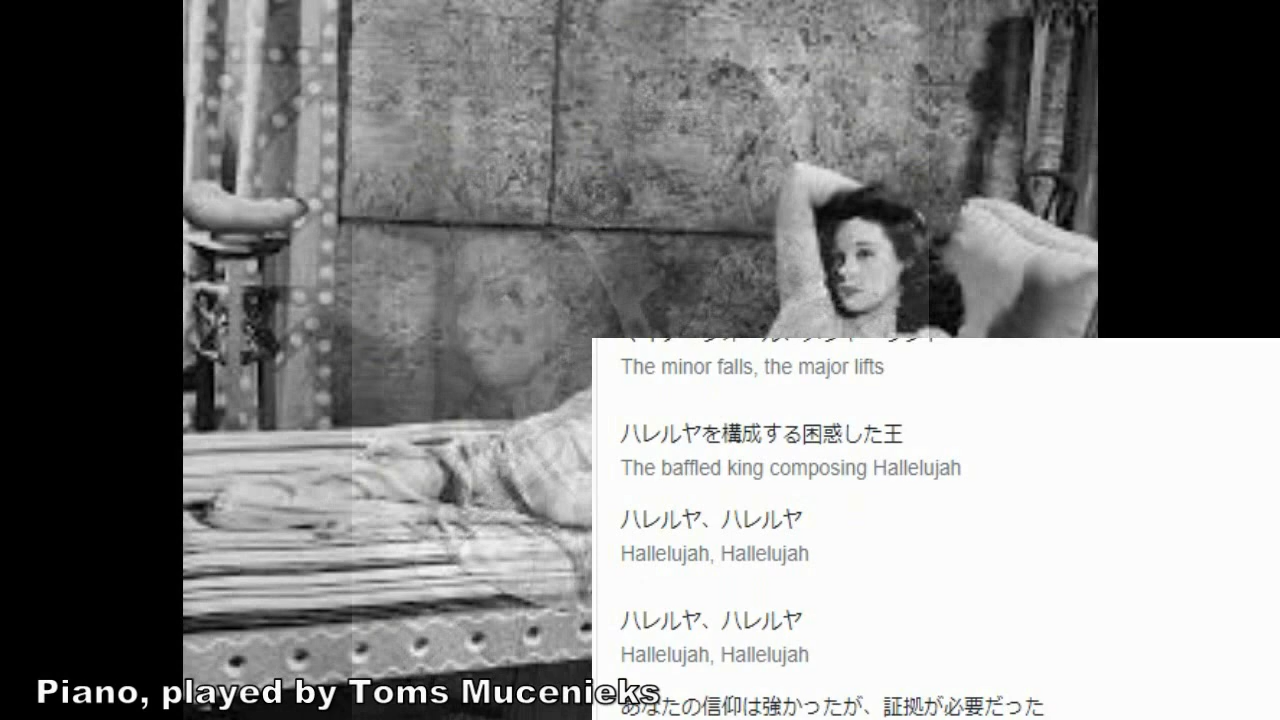 The minor falls, the major lifts
ハレルヤを構成する困惑した王
The baffled king composing Hallelujah
ハレルヤ、ハレルヤ
Hallelujah, Hallelujah
ハレルヤ、ハレルヤ
Hallelujah, Hallelujah
あなたの信仰は強かったが、証拠が必要だった
Piano, played by Toms Mucenieks